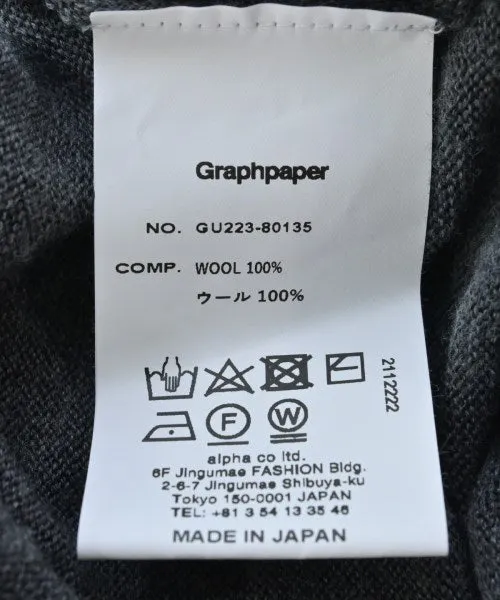 Graphpaper
NO. GU223-80135
COMP. WOOL 100%
ウール 100%
2112222
F W
alpha co ltd.
6F Jingumae FASHION Bldg.
2-6-7 Jingumae Shibuya-ku
Tokyo 150-0001 JAPAN
TEL: +81 3 54 13 35 46
MADE IN JAPAN